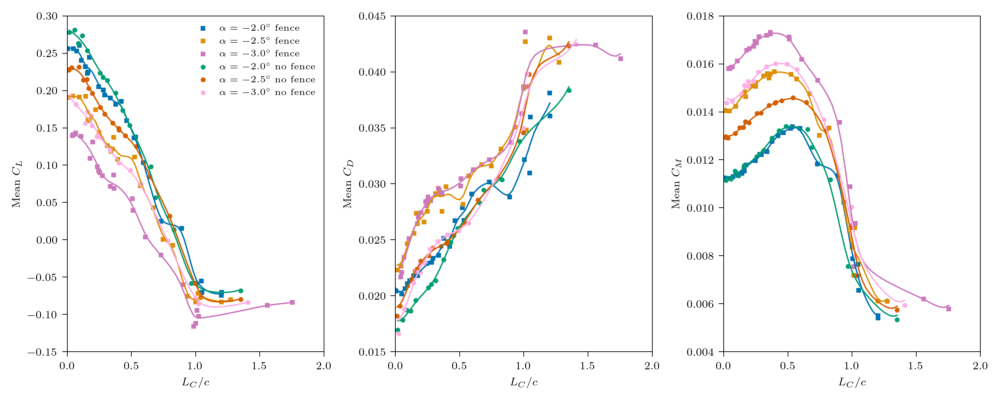 0.30
0.25
0.20
0.15
0.10
0.05
0.00
−0.05
−0.10
−0.15
Mean C_L
0.0 0.5 1.0 1.5 2.0
L_C/c
α = −2.0° fence
α = −2.5° fence
α = −3.0° fence
α = −2.0° no fence
α = −2.5° no fence
α = −3.0° no fence
0.045
0.040
0.035
0.030
0.025
0.020
0.015
Mean C_D
0.0 0.5 1.0 1.5 2.0
L_C/c
0.018
0.016
0.014
0.012
0.010
0.008
0.006
0.004
Mean C_M
0.0 0.5 1.0 1.5 2.0
L_C/c